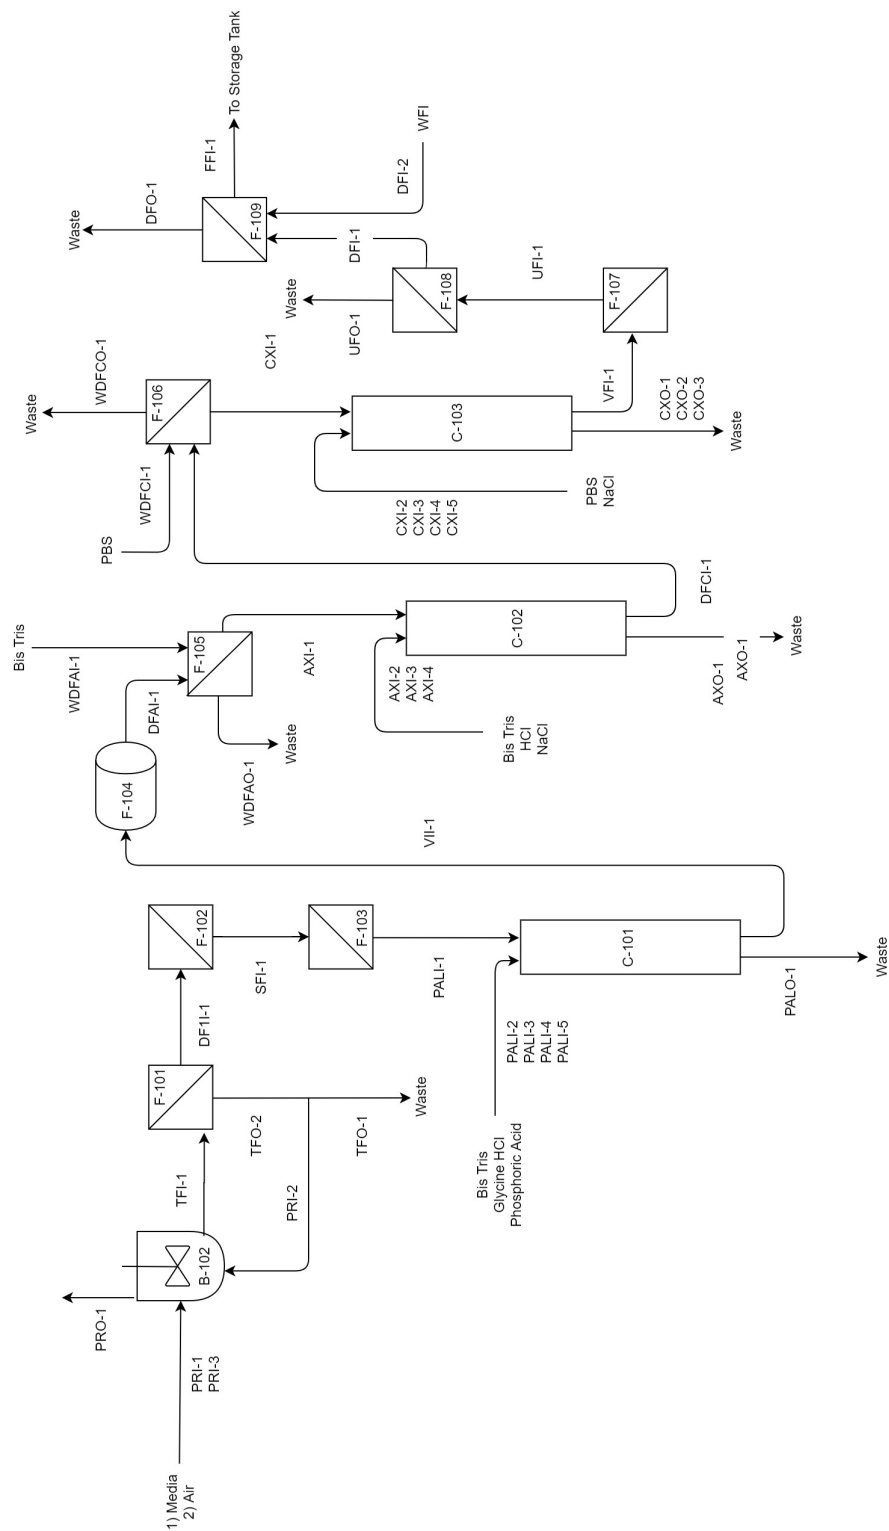 1) Media
2) Air
PRI-1
PRI-3
PRO-1
B-102
TFI-1
PRI-2
TFO-2
TFO-1
Waste
F-101
DF1I-1
F-102
SFI-1
F-103
PALI-1
Bis Tris
Glycine HCl
Phosphoric Acid
PALI-2
PALI-3
PALI-4
PALI-5
C-101
PALO-1
Waste
VII-1
F-104
DFAI-1
WDFAI-1
Bis Tris
F-105
WDFAO-1
Waste
AXI-1
Bis Tris
HCl
NaCl
AXI-2
AXI-3
AXI-4
C-102
AXO-1
AXO-1
Waste
DFCI-1
PBS
WDFCI-1
F-106
WDFCO-1
Waste
CXI-1
PBS
NaCl
CXI-2
CXI-3
CXI-4
CXI-5
C-103
CXO-1
CXO-2
CXO-3
Waste
VFI-1
F-107
UFI-1
F-108
UFO-1
Waste
DFI-1
DFI-2
WFI
F-109
DFO-1
Waste
FFI-1
To Storage Tank